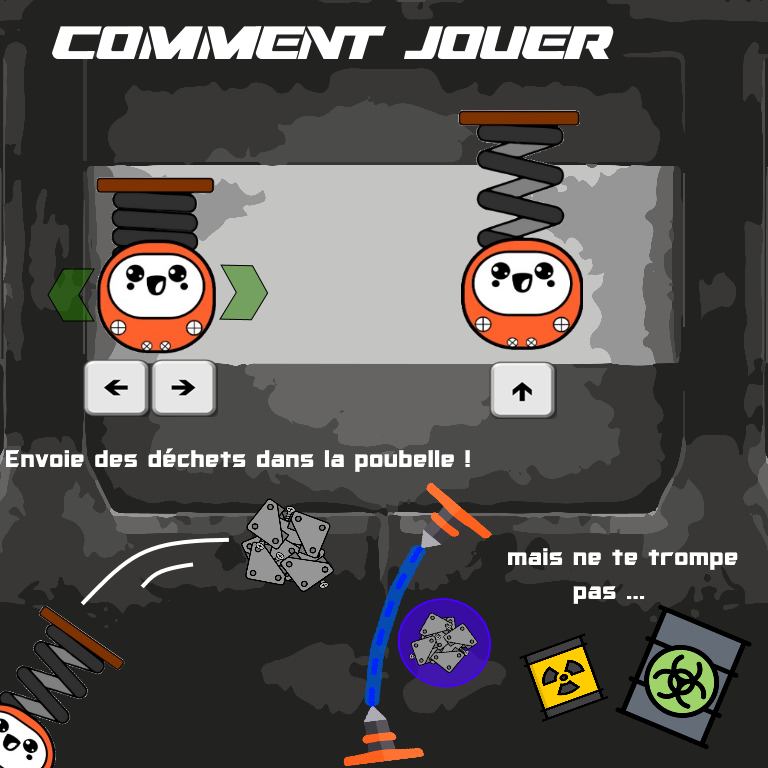 COMMENT JOUER
Envoie des déchets dans la poubelle !
mais ne te trompe
pas ...